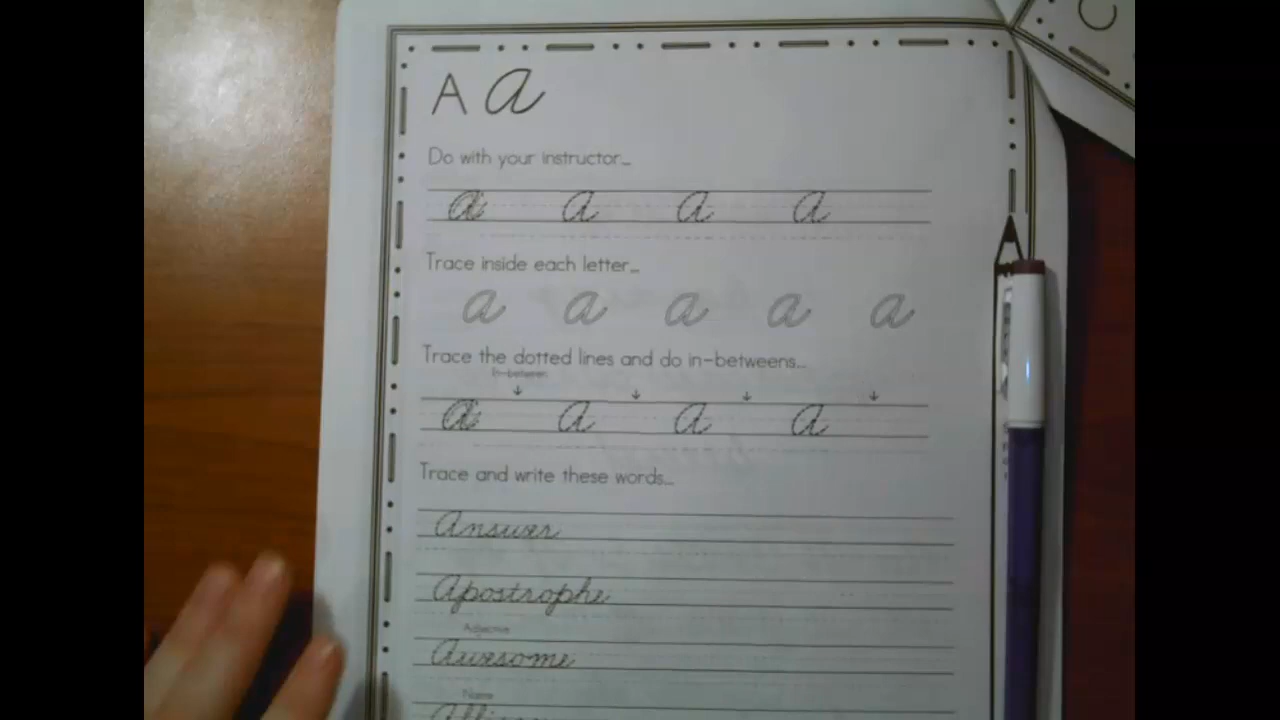 A a
Do with your instructor...
a a a a
Trace inside each letter...
a a a a a
Trace the dotted lines and do in-betweens...
In-between
a a a a
Trace and write these words...
Answer
Apostrophe
Adjective
Awesome
Name
C